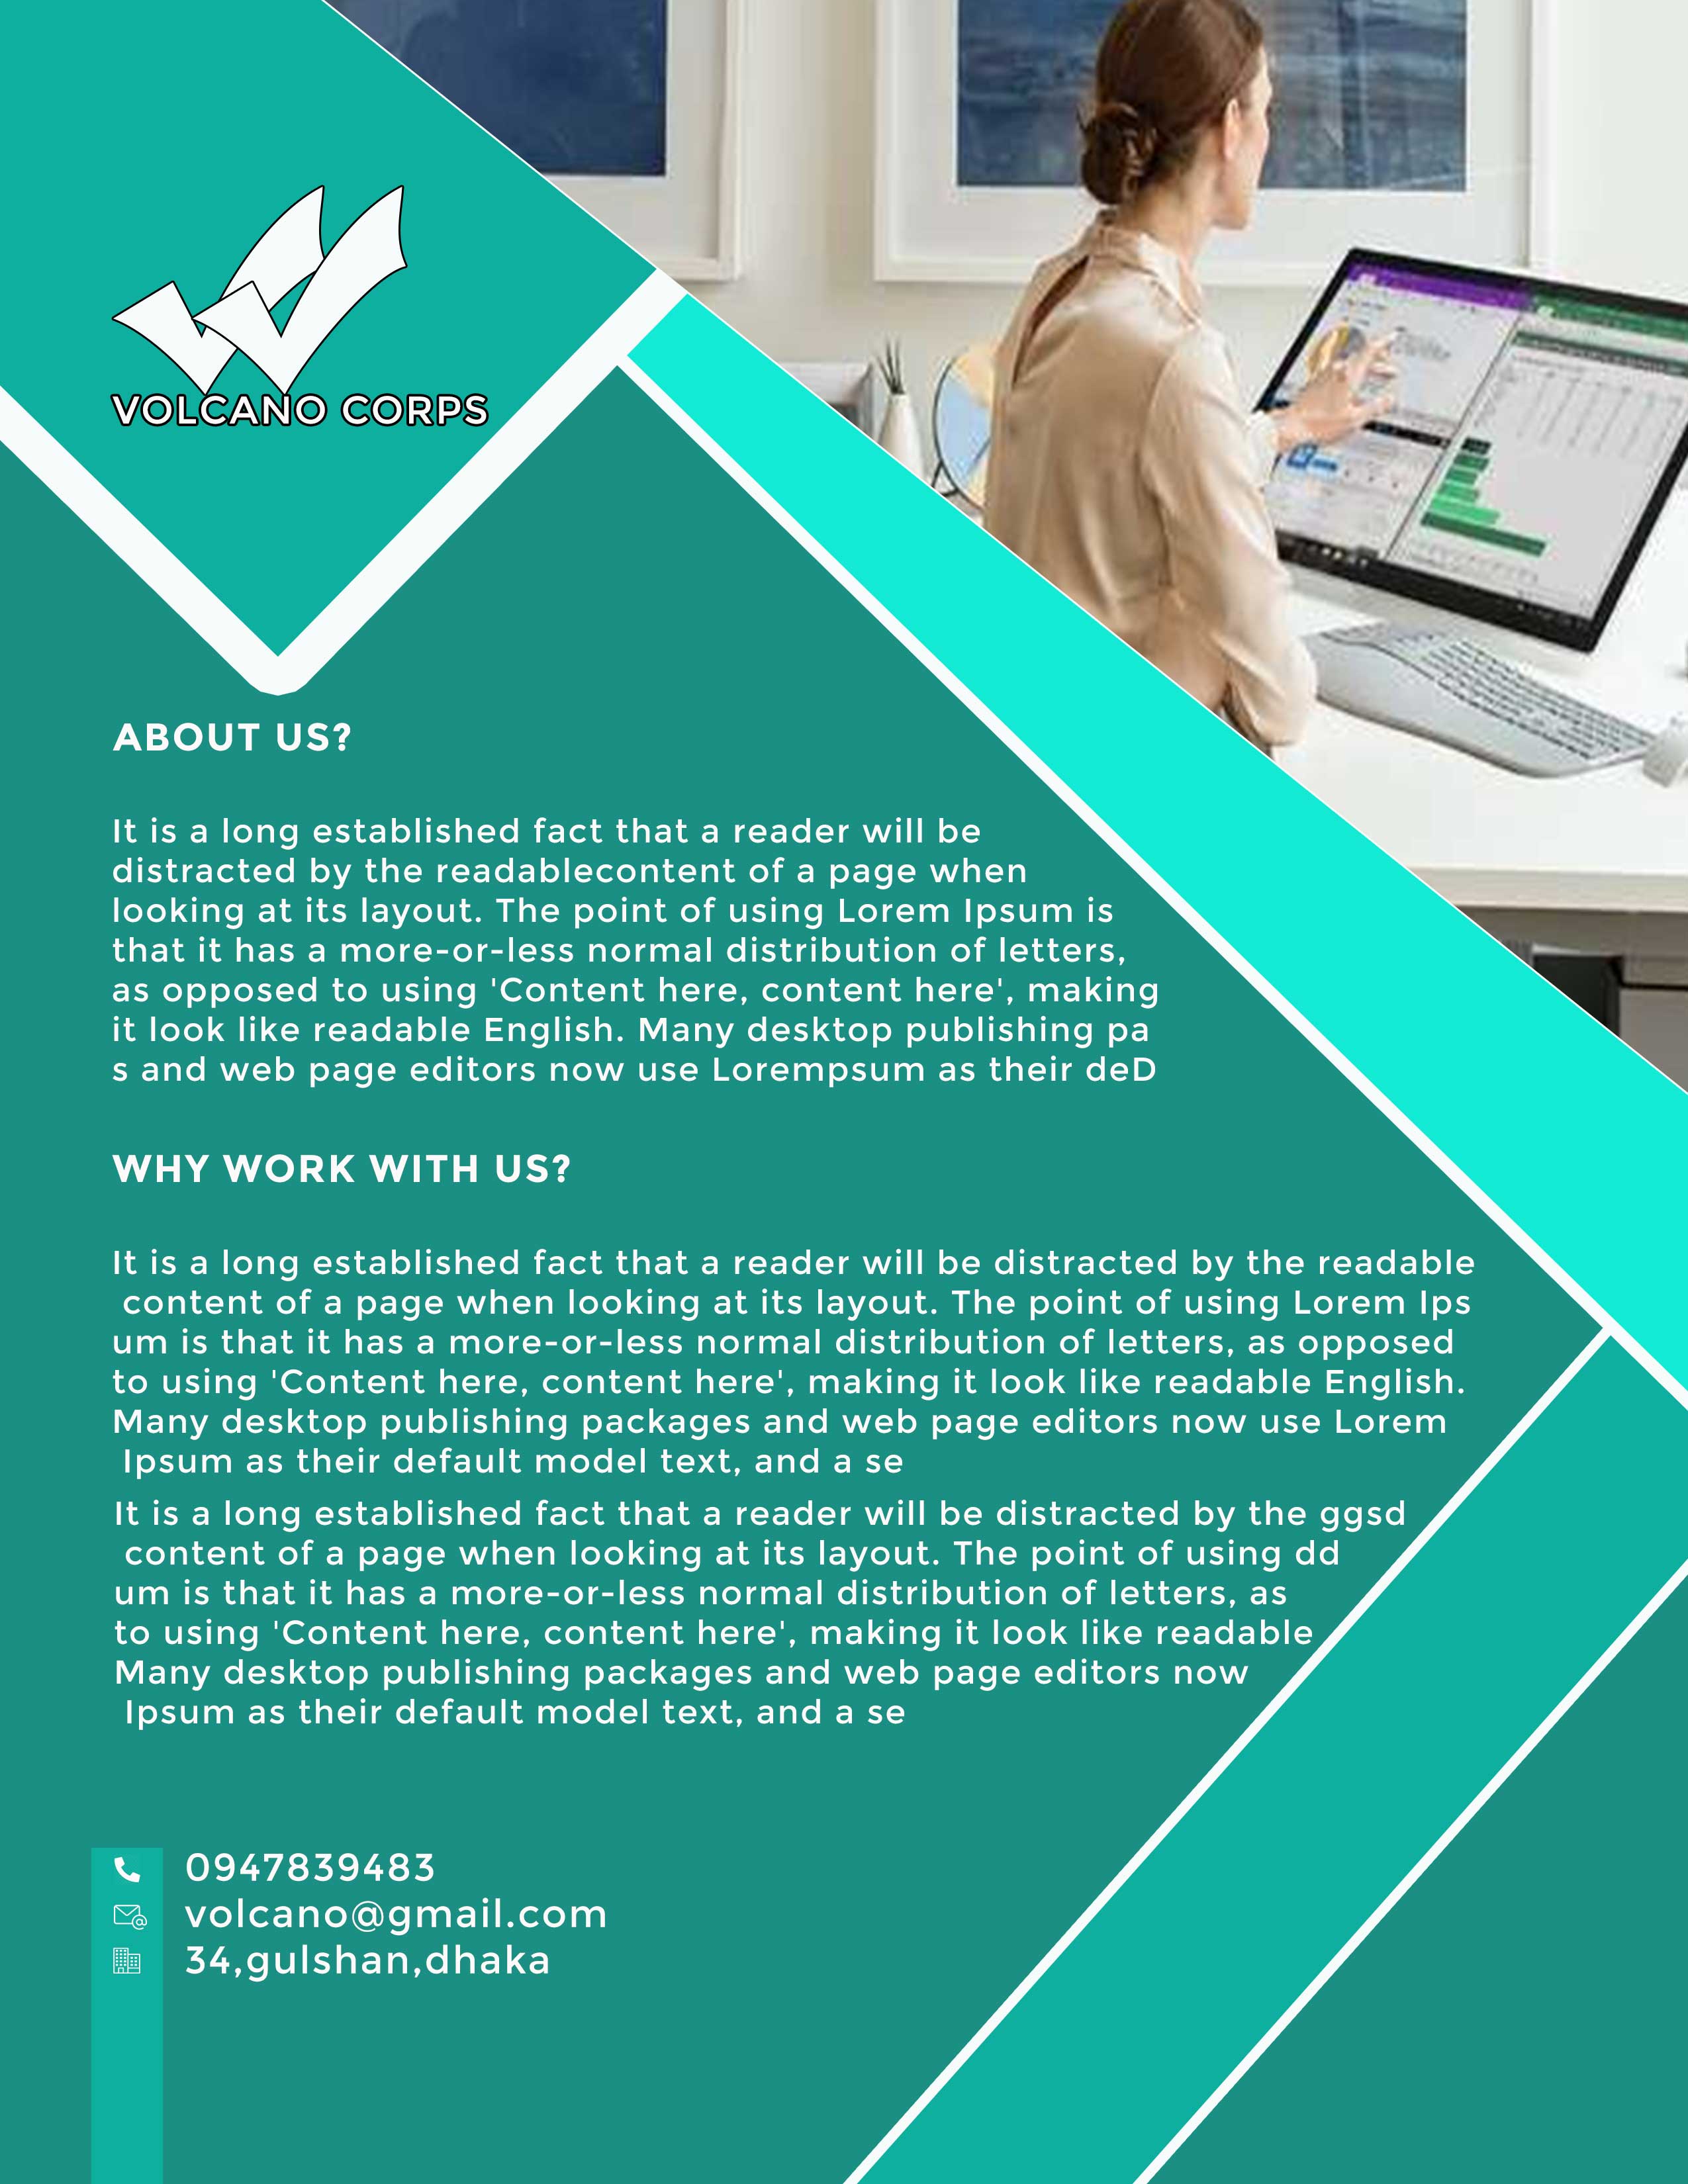 VOLCANO CORPS
ABOUT US?
It is a long established fact that a reader will be
distracted by the readablecontent of a page when
looking at its layout. The point of using Lorem Ipsum is
that it has a more-or-less normal distribution of letters,
as opposed to using 'Content here, content here', making
it look like readable English. Many desktop publishing pa
s and web page editors now use Lorempsum as their deD
WHY WORK WITH US?
It is a long established fact that a reader will be distracted by the readable
content of a page when looking at its layout. The point of using Lorem Ips
um is that it has a more-or-less normal distribution of letters, as opposed
to using 'Content here, content here', making it look like readable English.
Many desktop publishing packages and web page editors now use Lorem
Ipsum as their default model text, and a se
It is a long established fact that a reader will be distracted by the ggsd
content of a page when looking at its layout. The point of using dd
um is that it has a more-or-less normal distribution of letters, as
to using 'Content here, content here', making it look like readable
Many desktop publishing packages and web page editors now
Ipsum as their default model text, and a se
0947839483
volcano@gmail.com
34,gulshan,dhaka